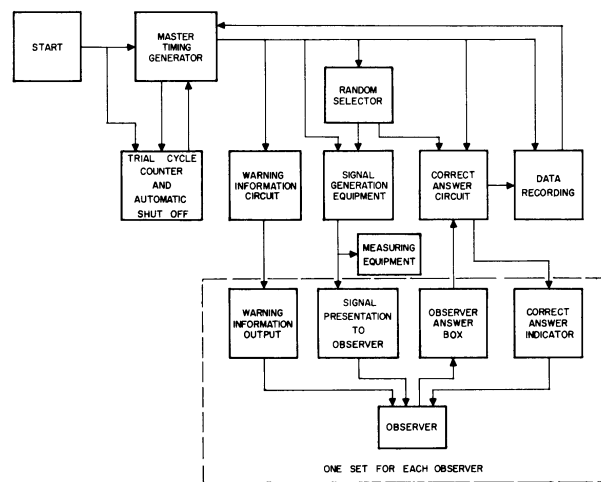 START
MASTER
TIMING
GENERATOR
RANDOM
SELECTOR
TRIAL CYCLE
COUNTER
AND
AUTOMATIC
SHUT OFF
WARNING
INFORMATION
CIRCUIT
SIGNAL
GENERATION
EQUIPMENT
CORRECT
ANSWER
CIRCUIT
DATA
RECORDING
MEASURING
EQUIPMENT
WARNING
INFORMATION
OUTPUT
SIGNAL
PRESENTATION
TO
OBSERVER
OBSERVER
ANSWER
BOX
CORRECT
ANSWER
INDICATOR
OBSERVER
ONE SET FOR EACH OBSERVER